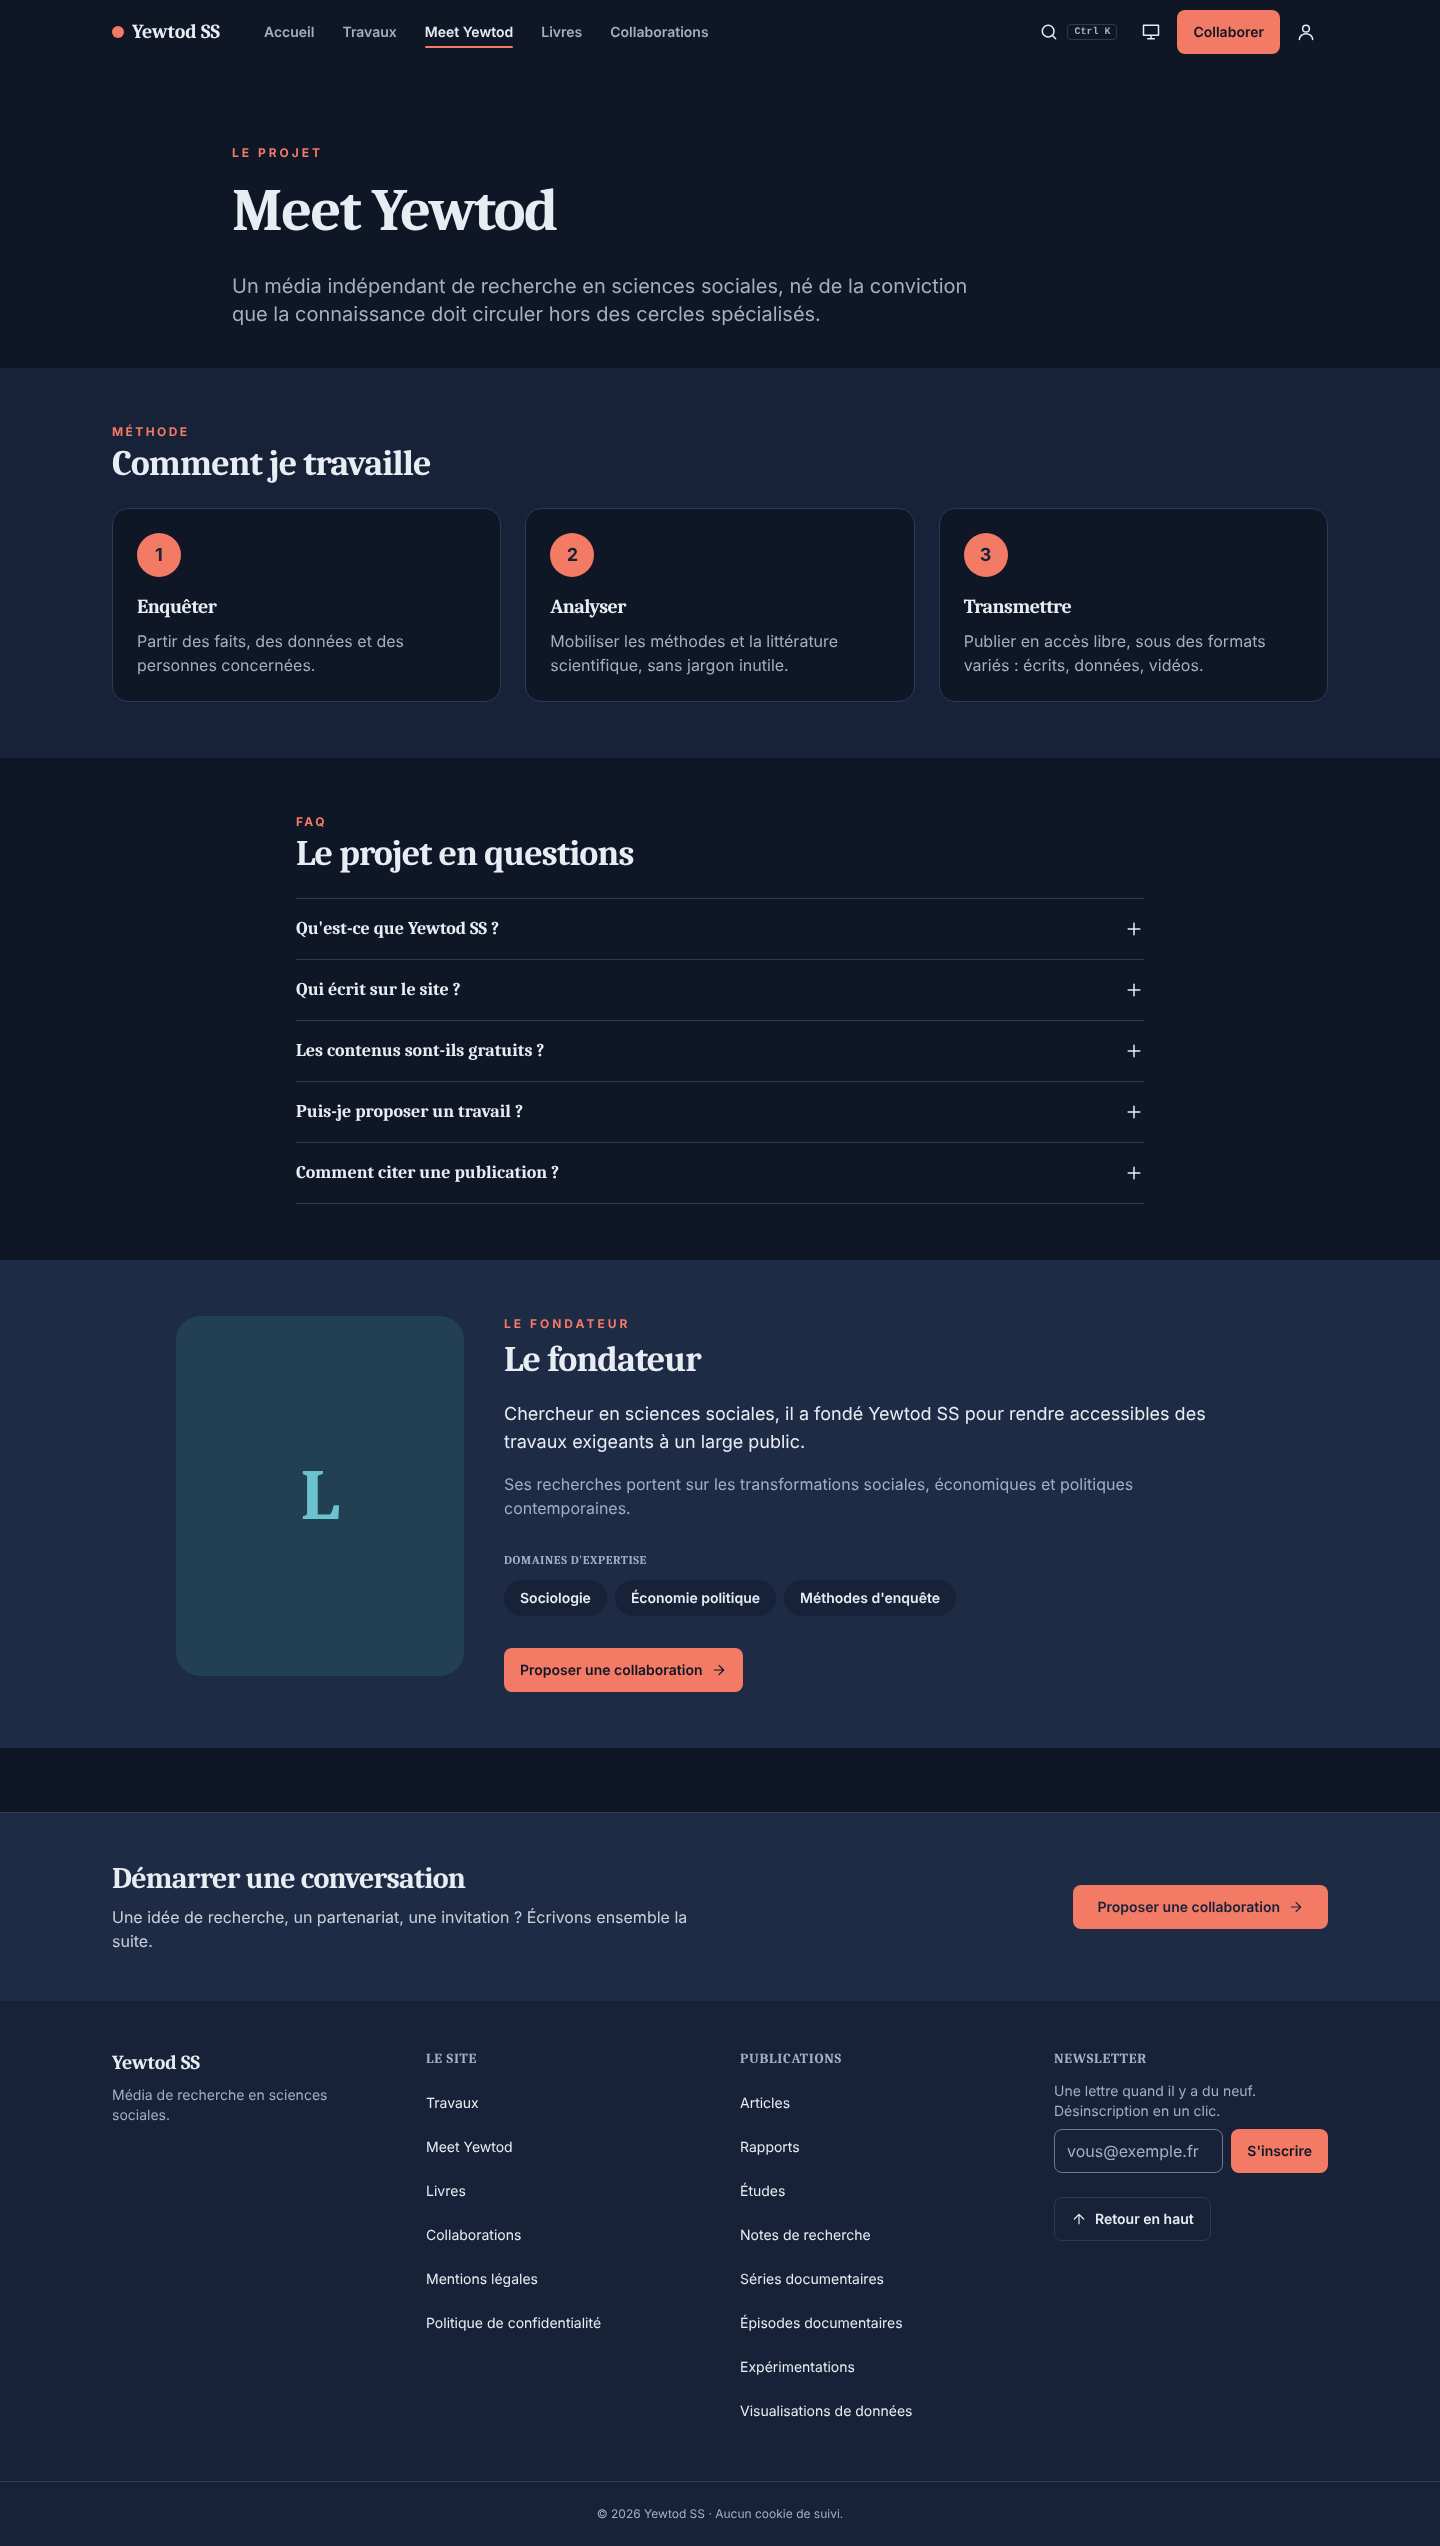 Yewtod SS
Accueil
Travaux
Meet Yewtod
Livres
Collaborations
Ctrl K
Collaborer
LE PROJET
Meet Yewtod
Un média indépendant de recherche en sciences sociales, né de la conviction
que la connaissance doit circuler hors des cercles spécialisés.
MÉTHODE
Comment je travaille
1
Enquêter
Partir des faits, des données et des
personnes concernées.
2
Analyser
Mobiliser les méthodes et la littérature
scientifique, sans jargon inutile.
3
Transmettre
Publier en accès libre, sous des formats
variés : écrits, données, vidéos.
FAQ
Le projet en questions
Qu'est-ce que Yewtod SS ?
Qui écrit sur le site ?
Les contenus sont-ils gratuits ?
Puis-je proposer un travail ?
Comment citer une publication ?
L
LE FONDATEUR
Le fondateur
Chercheur en sciences sociales, il a fondé Yewtod SS pour rendre accessibles des
travaux exigeants à un large public.
Ses recherches portent sur les transformations sociales, économiques et politiques
contemporaines.
DOMAINES D'EXPERTISE
Sociologie
Économie politique
Méthodes d'enquête
Proposer une collaboration
Démarrer une conversation
Une idée de recherche, un partenariat, une invitation ? Écrivons ensemble la
suite.
Proposer une collaboration
Yewtod SS
Média de recherche en sciences
sociales.
LE SITE
Travaux
Meet Yewtod
Livres
Collaborations
Mentions légales
Politique de confidentialité
PUBLICATIONS
Articles
Rapports
Études
Notes de recherche
Séries documentaires
Épisodes documentaires
Expérimentations
Visualisations de données
NEWSLETTER
Une lettre quand il y a du neuf.
Désinscription en un clic.
vous@exemple.fr
S'inscrire
Retour en haut
© 2026 Yewtod SS · Aucun cookie de suivi.